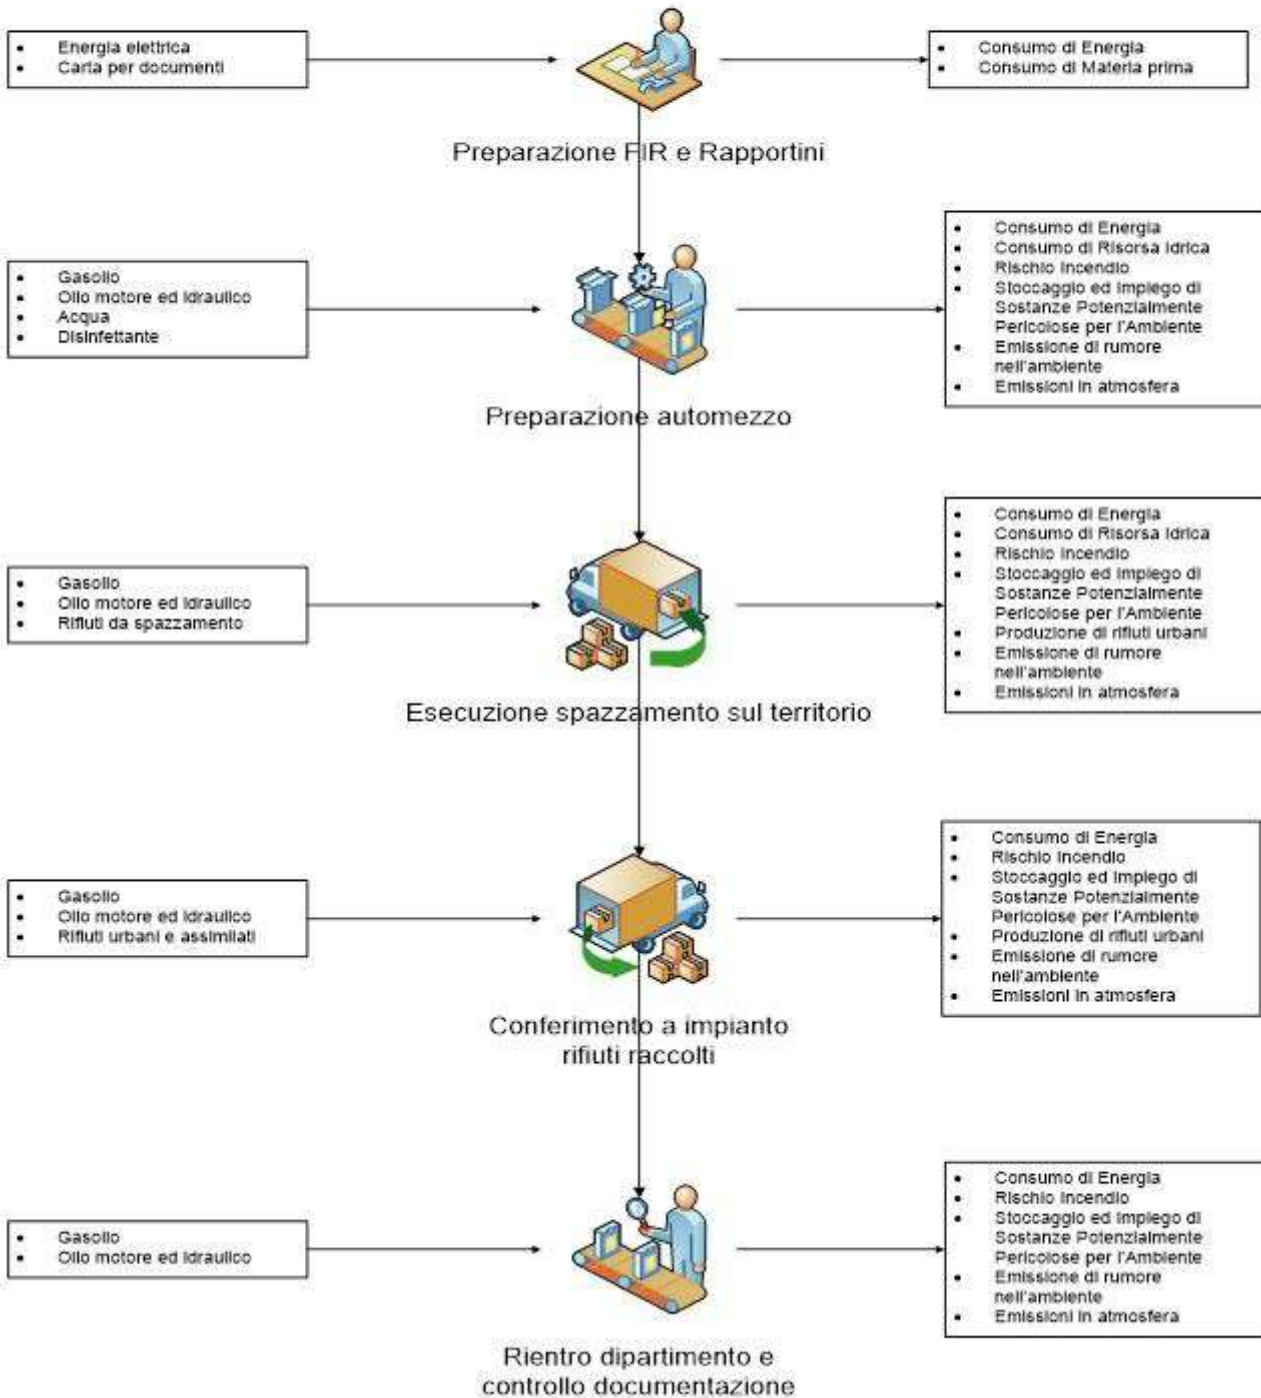 • Energia elettrica
• Carta per documenti
• Consumo di Energia
• Consumo di Materia prima
Preparazione FIR e Rapportini
• Gasolio
• Olio motore ed idraulico
• Acqua
• Disinfettante
• Consumo di Energia
• Consumo di Risorsa Idrica
• Rischio Incendio
• Stoccaggio ed Impiego di
Sostanze Potenzialmente
Pericolose per l'Ambiente
• Emissione di rumore
nell'ambiente
• Emissioni in atmosfera
Preparazione automezzo
• Gasolio
• Olio motore ed idraulico
• Rifiuti da spazzamento
• Consumo di Energia
• Consumo di Risorsa Idrica
• Rischio Incendio
• Stoccaggio ed Impiego di
Sostanze Potenzialmente
Pericolose per l'Ambiente
• Produzione di rifiuti urbani
• Emissione di rumore
nell'ambiente
• Emissioni in atmosfera
Esecuzione spazzamento sul territorio
• Gasolio
• Olio motore ed idraulico
• Rifiuti urbani e assimilati
• Consumo di Energia
• Rischio Incendio
• Stoccaggio ed Impiego di
Sostanze Potenzialmente
Pericolose per l'Ambiente
• Produzione di rifiuti urbani
• Emissione di rumore
nell'ambiente
• Emissioni in atmosfera
Conferimento a impianto
rifiuti raccolti
• Gasolio
• Olio motore ed idraulico
• Consumo di Energia
• Rischio Incendio
• Stoccaggio ed Impiego di
Sostanze Potenzialmente
Pericolose per l'Ambiente
• Emissione di rumore
nell'ambiente
• Emissioni in atmosfera
Rientro dipartimento e
controllo documentazione